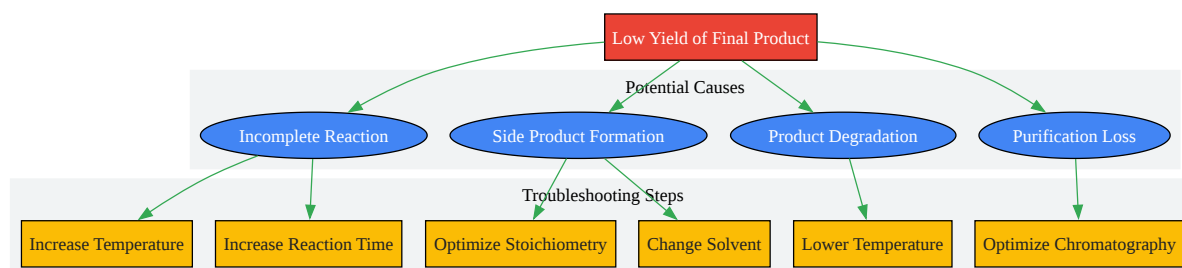 Low Yield of Final Product
Potential Causes
Incomplete Reaction
Side Product Formation
Product Degradation
Purification Loss
Troubleshooting Steps
Increase Temperature
Increase Reaction Time
Optimize Stoichiometry
Change Solvent
Lower Temperature
Optimize Chromatography